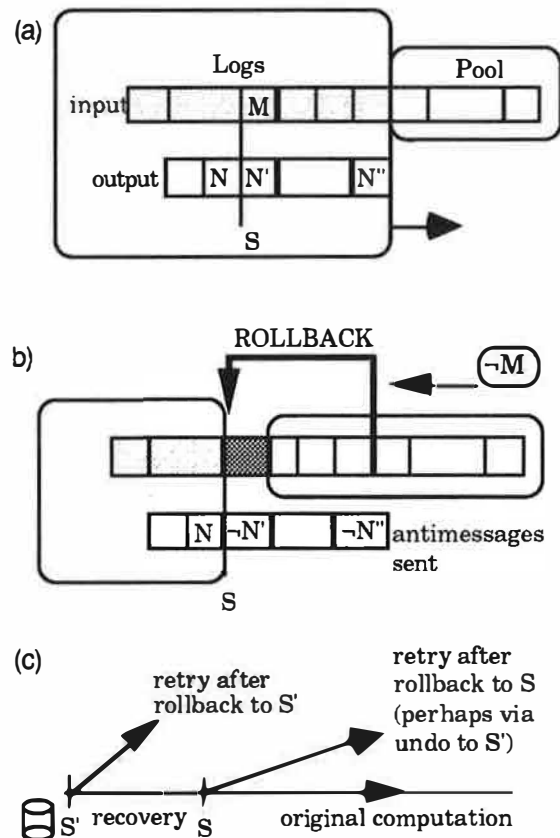 (a)
Logs
Pool
input
M
output
N
N'
N"
S
b)
ROLLBACK
¬M
N
¬N'
¬N"
antimessages
sent
S
(c)
retry after
rollback to S'
retry after
rollback to S
(perhaps via
undo to S')
S'
recovery
S
original computation